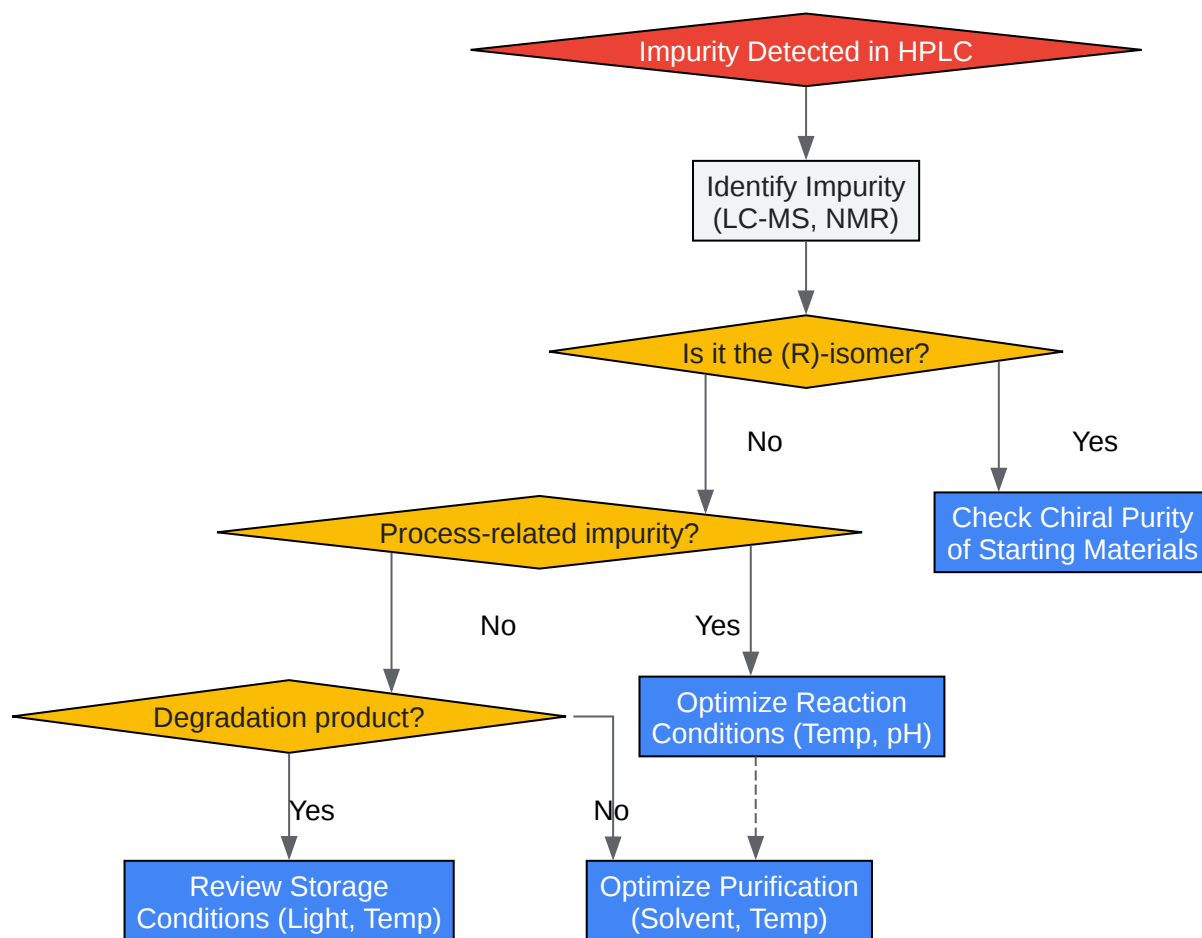 Impurity Detected in HPLC
Identify Impurity
(LC-MS, NMR)
Is it the (R)-isomer?
No
Yes
Check Chiral Purity
of Starting Materials
Process-related impurity?
No
Yes
Optimize Reaction
Conditions (Temp, pH)
Degradation product?
Yes
No
Review Storage
Conditions (Light, Temp)
Optimize Purification
(Solvent, Temp)